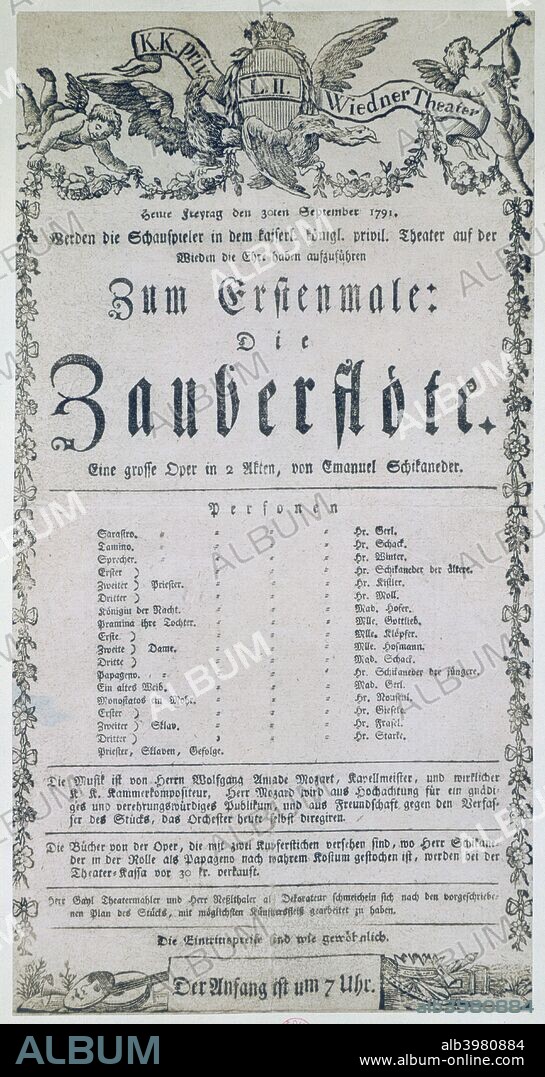 K.K. priv.
L. II.
Wiedner Theater
Heute Freytag den 30ten September 1791.
Werden die Schauspieler in dem kaiserl. königl. privil. Theater auf der
Wieden die Ehre haben aufzuführen
Zum Erstenmale:
Die
Zauberflöte.
Eine grosse Oper in 2 Akten, von Emanuel Schikaneder.
Personen
Sarastro. Hr. Gerl.
Tamino. Hr. Schack.
Sprecher. Hr. Winter.
Erster ) Hr. Schikaneder der ältere.
Zweiter ) Priester. Hr. Kistler.
Dritter ) Hr. Moll.
Königin der Nacht. Mad. Hofer.
Pamina ihre Tochter. Mlle. Gottlieb.
Erste ) Mlle. Klöpfer.
Zweite ) Dame. Mlle. Hofmann.
Dritte ) Mad. Schack.
Papageno. Hr. Schikaneder der jüngere.
Ein altes Weib. Mad. Gerl.
Monostatos ein Mohr. Hr. Nouseul.
Erster ) Hr. Gieseke.
Zweiter ) Sklav. Hr. Frasel.
Dritter ) Hr. Starke.
Priester, Sklaven, Gefolge.
Die Musik ist von Herrn Wolfgang Amade Mozart, Kapellmeister, und wirklicher
K. K. Kammerkompositeur. Herr Mozard wird aus Hochachtung für ein gnädi-
ges und verehrungswürdiges Publikum, und aus Freundschaft gegen den Verfas-
ser des Stücks, das Orchester heute selbst dirigiren.
Die Bücher von der Oper, die mit zwei Kupferstichen versehen sind, wo Herr Schikane-
der in der Rolle als Papageno nach wahrem Kostum gestochen ist, werden bei der
Theater-Kassa vor 30 kr. verkauft.
Herr Gayl Theatermahler und Herr Neßlthaler als Dekorateur schmeicheln sich nach den vorgeschriebe-
nen Plan des Stücks, mit möglichsten Künstlersfleiß gearbeitet zu haben.
Die Eintrittspreise sind wie gewöhnlich.
Der Anfang ist um 7 Uhr.
alb3980884
ALBUM
alb3980884
www.album-online.com